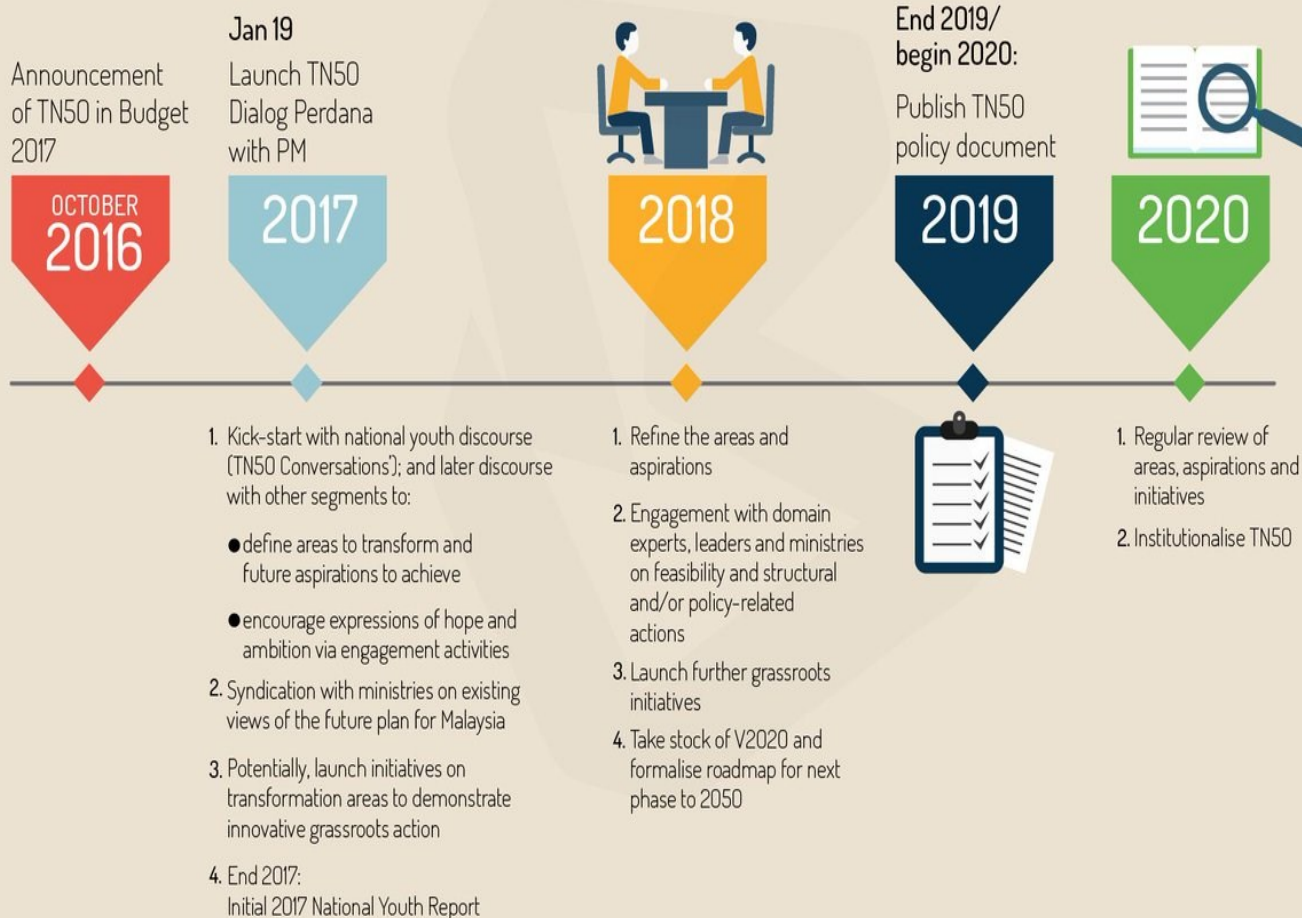 Announcement
of TN50 in Budget
2017
OCTOBER
2016
Jan 19
Launch TN50
Dialog Perdana
with PM
2017
1. Kick-start with national youth discourse
(TN50 Conversations'); and later discourse
with other segments to:
●define areas to transform and
future aspirations to achieve
●encourage expressions of hope and
ambition via engagement activities
2. Syndication with ministries on existing
views of the future plan for Malaysia
3. Potentially, launch initiatives on
transformation areas to demonstrate
innovative grassroots action
4. End 2017:
Initial 2017 National Youth Report
2018
1. Refine the areas and
aspirations
2. Engagement with domain
experts, leaders and ministries
on feasibility and structural
and/or policy-related
actions
3. Launch further grassroots
initiatives
4. Take stock of V2020 and
formalise roadmap for next
phase to 2050
End 2019/
begin 2020:
Publish TN50
policy document
2019
2020
1. Regular review of
areas, aspirations and
initiatives
2. Institutionalise TN50